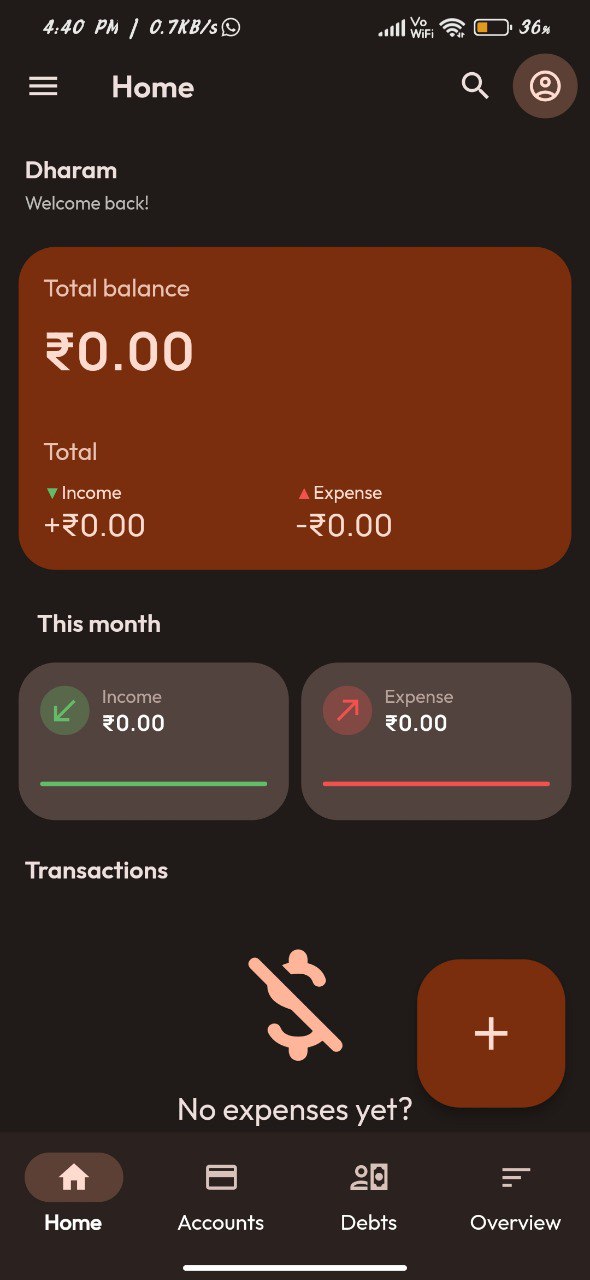 4:40 PM | 0.7KB/s Vo WiFi 36%
Home
Dharam
Welcome back!
Total balance
₹0.00
Total
▼Income ▲Expense
+₹0.00 -₹0.00
This month
Income Expense
₹0.00 ₹0.00
Transactions
No expenses yet?
Home Accounts Debts Overview